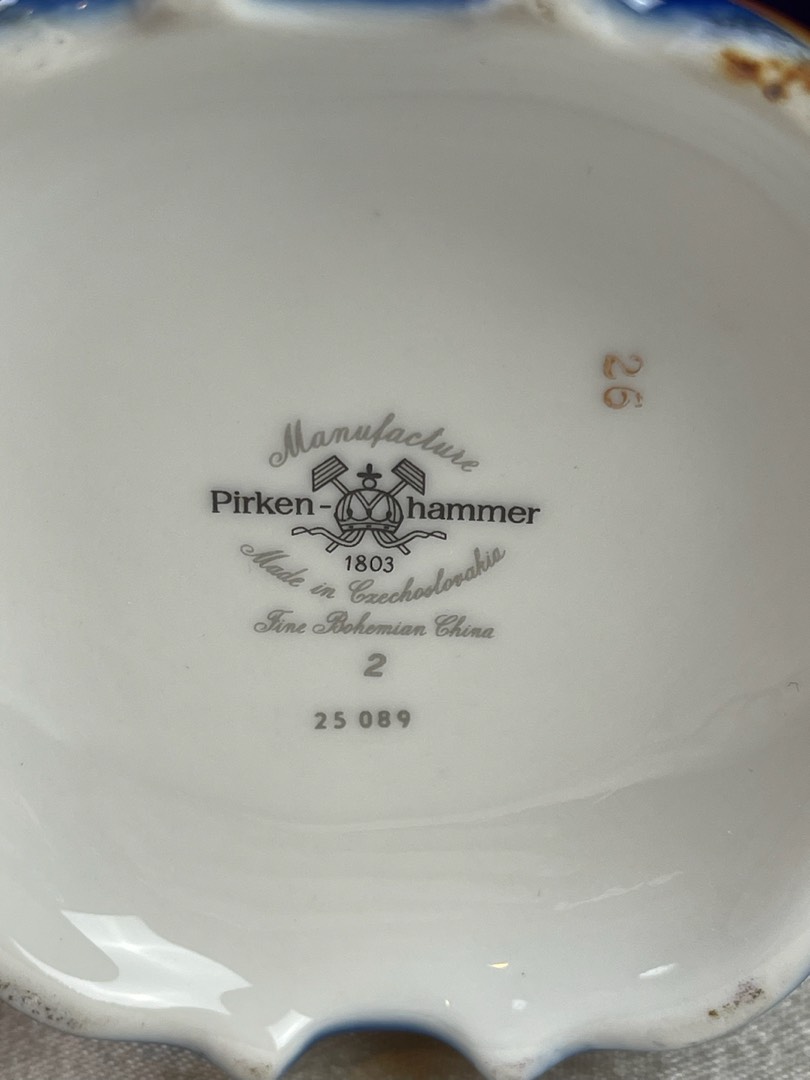 Manufacture
Pirken-hammer
1803
Made in Czechoslovakia
Fine Bohemian China
2
25 089
26